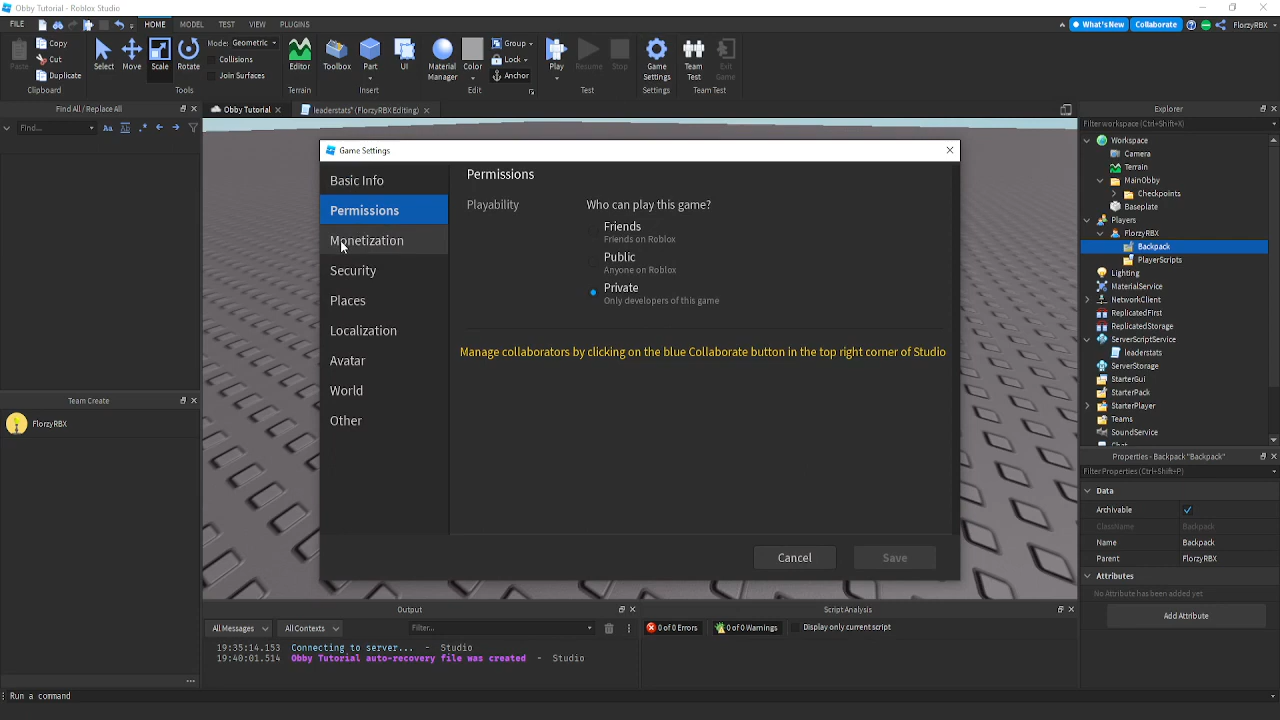 Obby Tutorial - Roblox Studio
FILE HOME MODEL TEST VIEW PLUGINS What's New Collaborate FlorzyRBX
Paste Copy Cut Duplicate Clipboard
Select Move Scale Rotate Mode: Geometric Collisions Join Surfaces Tools
Editor Terrain
Toolbox Part UI Insert
Material Manager Color Group Lock Anchor Edit
Play Resume Stop Test
Game Settings Settings
Team Test Exit Game Team Test
Find All / Replace All
Find... Aa Ab
Obby Tutorial leaderstats* (FlorzyRBX Editing)
Team Create
FlorzyRBX
Game Settings
Basic Info
Permissions
Monetization
Security
Places
Localization
Avatar
World
Other
Permissions
Playability Who can play this game?
Friends
Friends on Roblox
Public
Anyone on Roblox
Private
Only developers of this game
Manage collaborators by clicking on the blue Collaborate button in the top right corner of Studio
Cancel Save
Explorer
Filter workspace (Ctrl+Shift+X)
Workspace
Camera
Terrain
MainObby
Checkpoints
Baseplate
Players
FlorzyRBX
Backpack
PlayerScripts
Lighting
MaterialService
NetworkClient
ReplicatedFirst
ReplicatedStorage
ServerScriptService
leaderstats
ServerStorage
StarterGui
StarterPack
StarterPlayer
Teams
SoundService
Chat
Properties - Backpack "Backpack"
Filter Properties (Ctrl+Shift+P)
Data
Archivable
ClassName Backpack
Name Backpack
Parent FlorzyRBX
Attributes
No Attribute has been added yet
Add Attribute
Output
All Messages All Contexts Filter...
19:35:14.153 Connecting to server... - Studio
19:40:01.514 Obby Tutorial auto-recovery file was created - Studio
Script Analysis
0 of 0 Errors 0 of 0 Warnings Display only current script
Run a command